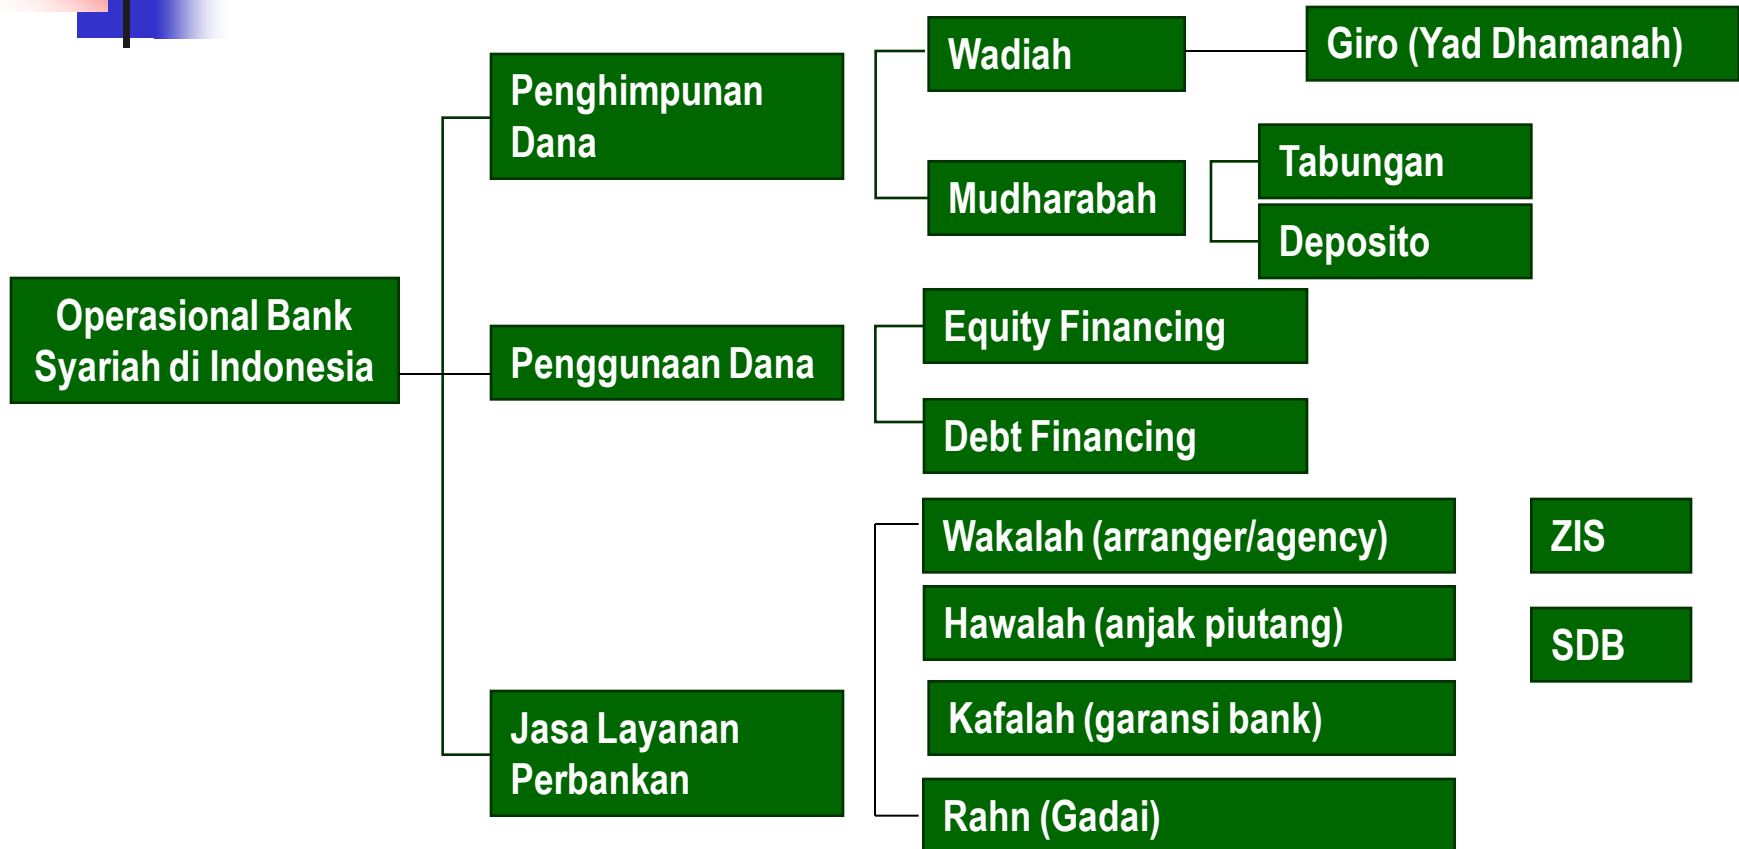 Operasional Bank
Syariah di Indonesia
Penghimpunan
Dana
Wadiah
Giro (Yad Dhamanah)
Mudharabah
Tabungan
Deposito
Penggunaan Dana
Equity Financing
Debt Financing
Jasa Layanan
Perbankan
Wakalah (arranger/agency)
Hawalah (anjak piutang)
Kafalah (garansi bank)
Rahn (Gadai)
ZIS
SDB